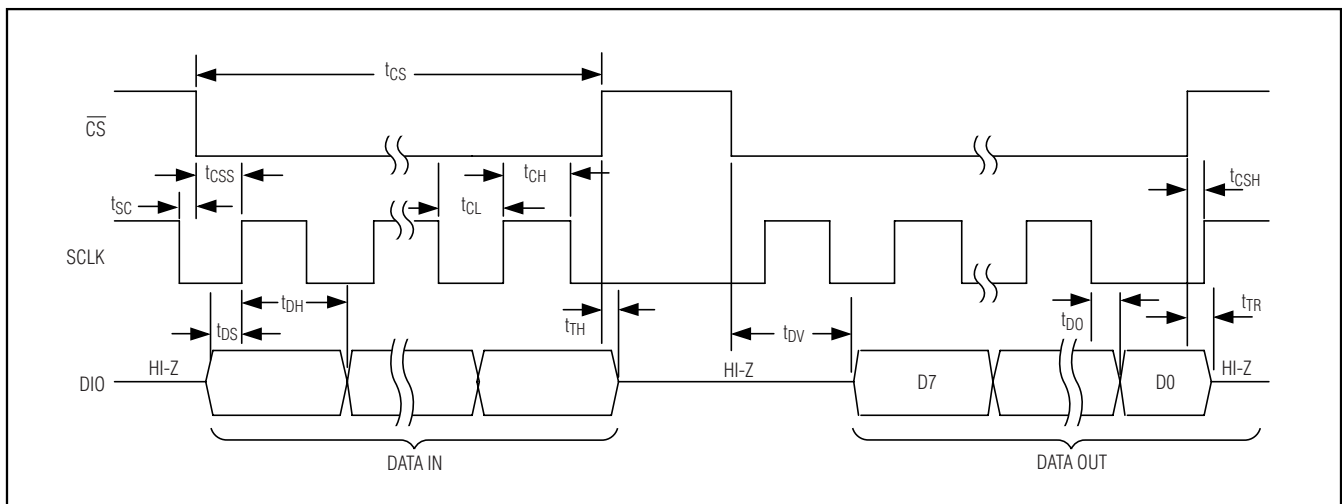 tCS
CS
tCSS
tCH
tCSH
tSC
tCL
SCLK
tDH
tTR
tDS
tTH
tDO
tDV
HI-Z
HI-Z
D7
D0
HI-Z
DIO
DATA IN
DATA OUT